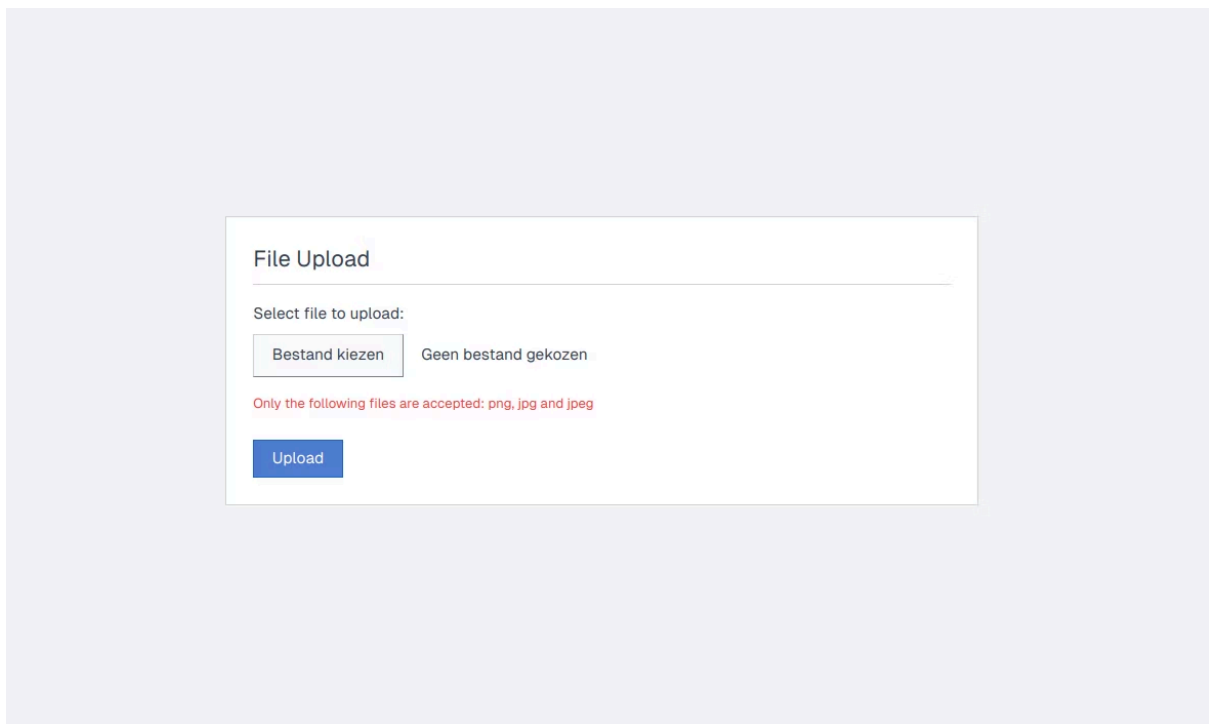 File Upload
Select file to upload:
Bestand kiezen Geen bestand gekozen
Only the following files are accepted: png, jpg and jpeg
Upload